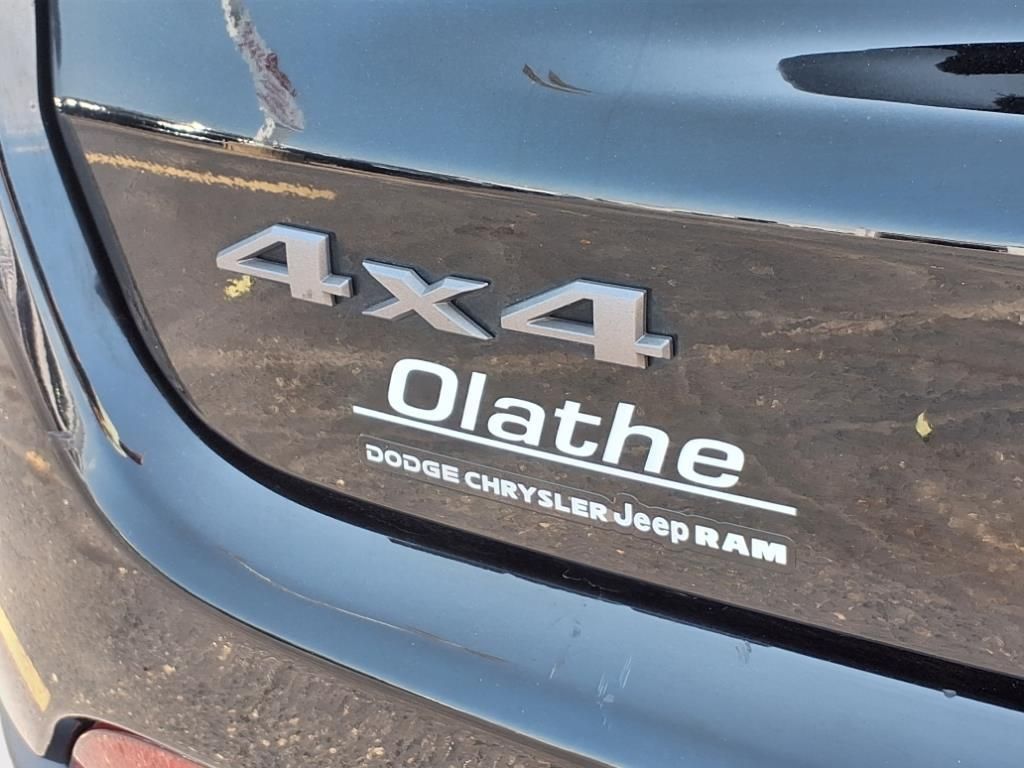 4x4
Olathe
DODGE CHRYSLER Jeep RAM